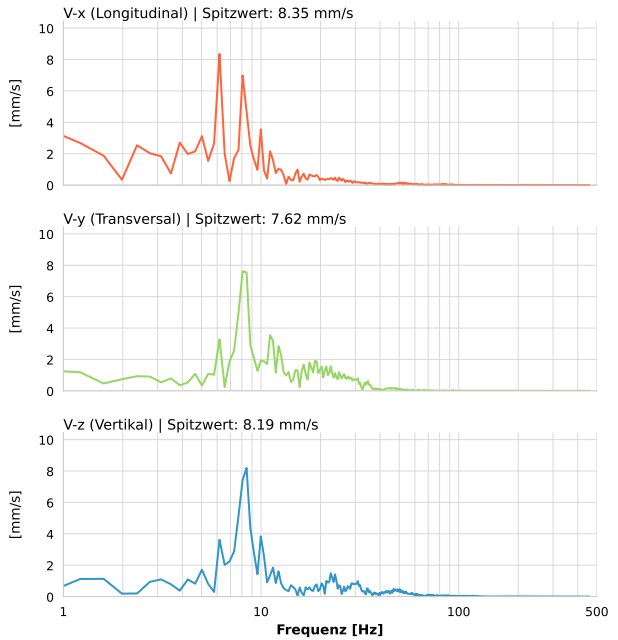 V-x (Longitudinal) | Spitzwert: 8.35 mm/s
10
8
6
4
2
0
[mm/s]
V-y (Transversal) | Spitzwert: 7.62 mm/s
10
8
6
4
2
0
[mm/s]
V-z (Vertikal) | Spitzwert: 8.19 mm/s
10
8
6
4
2
0
[mm/s]
1 10 100 500
Frequenz [Hz]